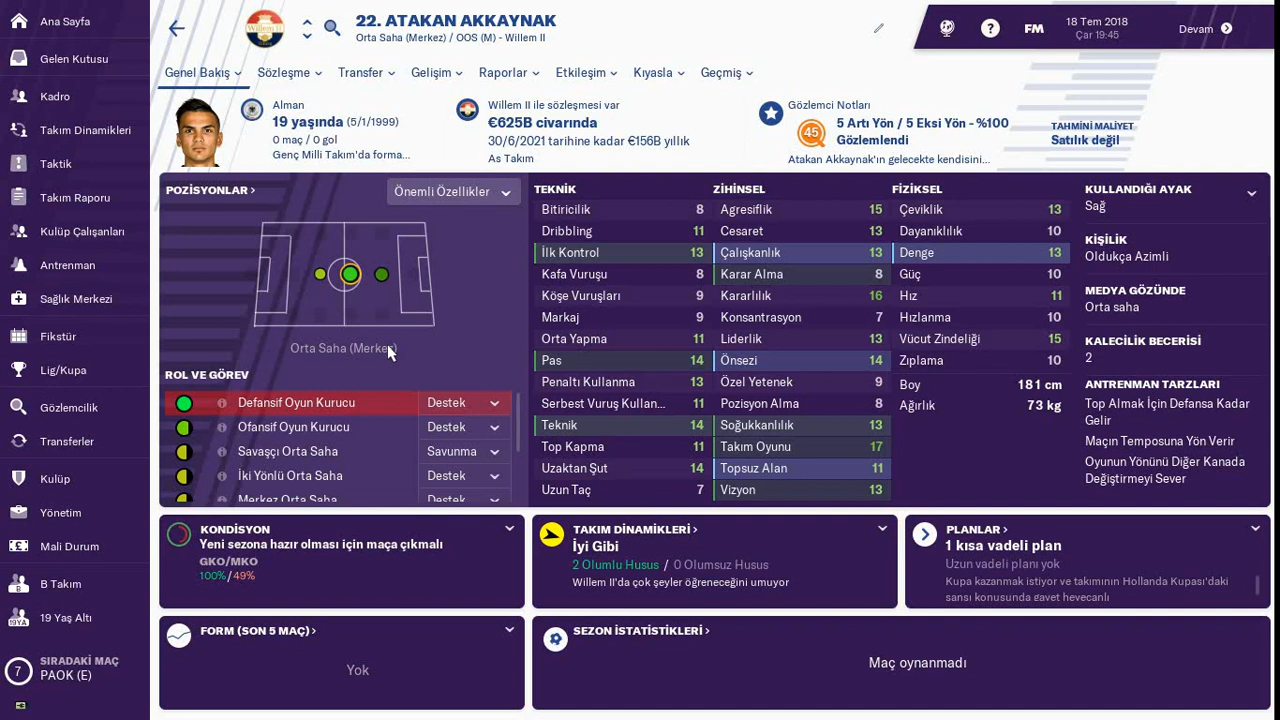 Ana Sayfa
Gelen Kutusu
Kadro
Takım Dinamikleri
Taktik
Takım Raporu
Kulüp Çalışanları
Antrenman
Sağlık Merkezi
Fikstür
Lig/Kupa
Gözlemcilik
Transferler
Kulüp
Yönetim
Mali Durum
B Takım
19 Yaş Altı
7
SIRADAKİ MAÇ
PAOK (E)
22. ATAKAN AKKAYNAK
Orta Saha (Merkez) / OOS (M) - Willem II
FM
18 Tem 2018
Çar 19:45
Devam
Genel Bakış
Sözleşme
Transfer
Gelişim
Raporlar
Etkileşim
Kıyasla
Geçmiş
Alman
19 yaşında (5/1/1999)
0 maç / 0 gol
Genç Milli Takım'da forma...
Willem II ile sözleşmesi var
€625B civarında
30/6/2021 tarihine kadar €156B yıllık
As Takım
45
Gözlemci Notları
5 Artı Yön / 5 Eksi Yön - %100
Gözlemlendi
Atakan Akkaynak'ın gelecekte kendisini...
TAHMİNİ MALİYET
Satılık değil
POZİSYONLAR
Önemli Özellikler
Orta Saha (Merkez)
ROL VE GÖREV
Defansif Oyun Kurucu Destek
Ofansif Oyun Kurucu Destek
Savaşçı Orta Saha Savunma
İki Yönlü Orta Saha Destek
Merkez Orta Saha Destek
TEKNİK
Bitiricilik 8
Dribbling 11
İlk Kontrol 13
Kafa Vuruşu 8
Köşe Vuruşları 9
Markaj 9
Orta Yapma 11
Pas 14
Penaltı Kullanma 13
Serbest Vuruş Kullan... 11
Teknik 14
Top Kapma 11
Uzaktan Şut 14
Uzun Taç 7
ZİHİNSEL
Agresiflik 15
Cesaret 13
Çalışkanlık 13
Karar Alma 8
Kararlılık 16
Konsantrasyon 7
Liderlik 13
Önsezi 14
Özel Yetenek 9
Pozisyon Alma 8
Soğukkanlılık 13
Takım Oyunu 17
Topsuz Alan 11
Vizyon 13
FİZİKSEL
Çeviklik 13
Dayanıklılık 10
Denge 13
Güç 10
Hız 11
Hızlanma 10
Vücut Zindeliği 15
Zıplama 10
Boy 181 cm
Ağırlık 73 kg
KULLANDIĞI AYAK
Sağ
KİŞİLİK
Oldukça Azimli
MEDYA GÖZÜNDE
Orta saha
KALECİLİK BECERİSİ
2
ANTRENMAN TARZLARI
Top Almak İçin Defansa Kadar
Gelir
Maçın Temposuna Yön Verir
Oyunun Yönünü Diğer Kanada
Değiştirmeyi Sever
KONDİSYON
Yeni sezona hazır olması için maça çıkmalı
GKO/MKO
100%/49%
TAKIM DİNAMİKLERİ
İyi Gibi
2 Olumlu Husus / 0 Olumsuz Husus
Willem II'da çok şeyler öğreneceğini umuyor
PLANLAR
1 kısa vadeli plan
Uzun vadeli planı yok
Kupa kazanmak istiyor ve takımının Hollanda Kupası'daki
şansı konusunda gayet heyecanlı
FORM (SON 5 MAÇ)
Yok
SEZON İSTATİSTİKLERİ
Maç oynanmadı